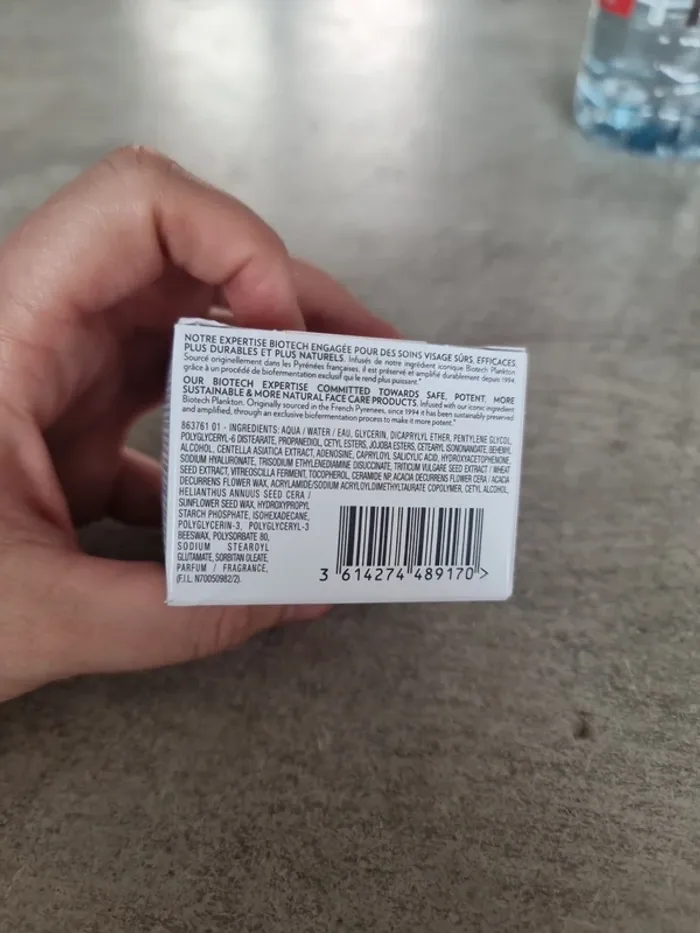 NOTRE EXPERTISE BIOTECH ENGAGÉE POUR DES SOINS VISAGE SÛRS, EFFICACES,
PLUS DURABLES ET PLUS NATURELS. Infusés de notre ingrédient iconique Biotech Plankton.
Sourcé originellement dans les Pyrénées françaises, il est préservé et amplifié durablement depuis 1994
grâce à un procédé de biofermentation exclusif qui le rend plus puissant.*
OUR BIOTECH EXPERTISE COMMITTED TOWARDS SAFE, POTENT, MORE
SUSTAINABLE & MORE NATURAL FACE CARE PRODUCTS. Infused with our iconic ingredient
Biotech Plankton. Originally sourced in the French Pyrenees, since 1994 it has been sustainably preserved
and amplified, through an exclusive biofermentation process to make it more potent.*
863761 01 - INGREDIENTS: AQUA / WATER / EAU, GLYCERIN, DICAPRYLYL ETHER, PENTYLENE GLYCOL,
POLYGLYCERYL-6 DISTEARATE, PROPANEDIOL, CETYL ESTERS, JOJOBA ESTERS, CETEARYL ISONONANOATE, BEHENYL
ALCOHOL, CENTELLA ASIATICA EXTRACT, ADENOSINE, CAPRYLOYL SALICYLIC ACID, HYDROXYACETOPHENONE,
SODIUM HYALURONATE, TRISODIUM ETHYLENEDIAMINE DISUCCINATE, TRITICUM VULGARE SEED EXTRACT / WHEAT
SEED EXTRACT, VITREOSCILLA FERMENT, TOCOPHEROL, CERAMIDE NP, ACACIA DECURRENS FLOWER CERA / ACACIA
DECURRENS FLOWER WAX, ACRYLAMIDE/SODIUM ACRYLOYLDIMETHYLTAURATE COPOLYMER, CETYL ALCOHOL,
HELIANTHUS ANNUUS SEED CERA /
SUNFLOWER SEED WAX, HYDROXYPROPYL
STARCH PHOSPHATE, ISOHEXADECANE,
POLYGLYCERIN-3, POLYGLYCERYL-3
BEESWAX, POLYSORBATE 80,
SODIUM STEAROYL
GLUTAMATE, SORBITAN OLEATE,
PARFUM / FRAGRANCE,
(F.I.L. N70050982/2).
3 614274 489170 >